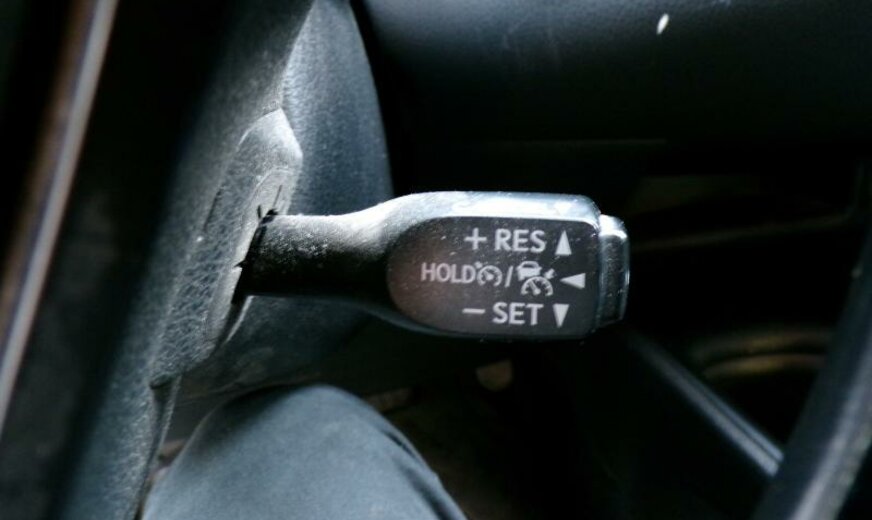 + RES ▲
HOLD / ◀
− SET ▼